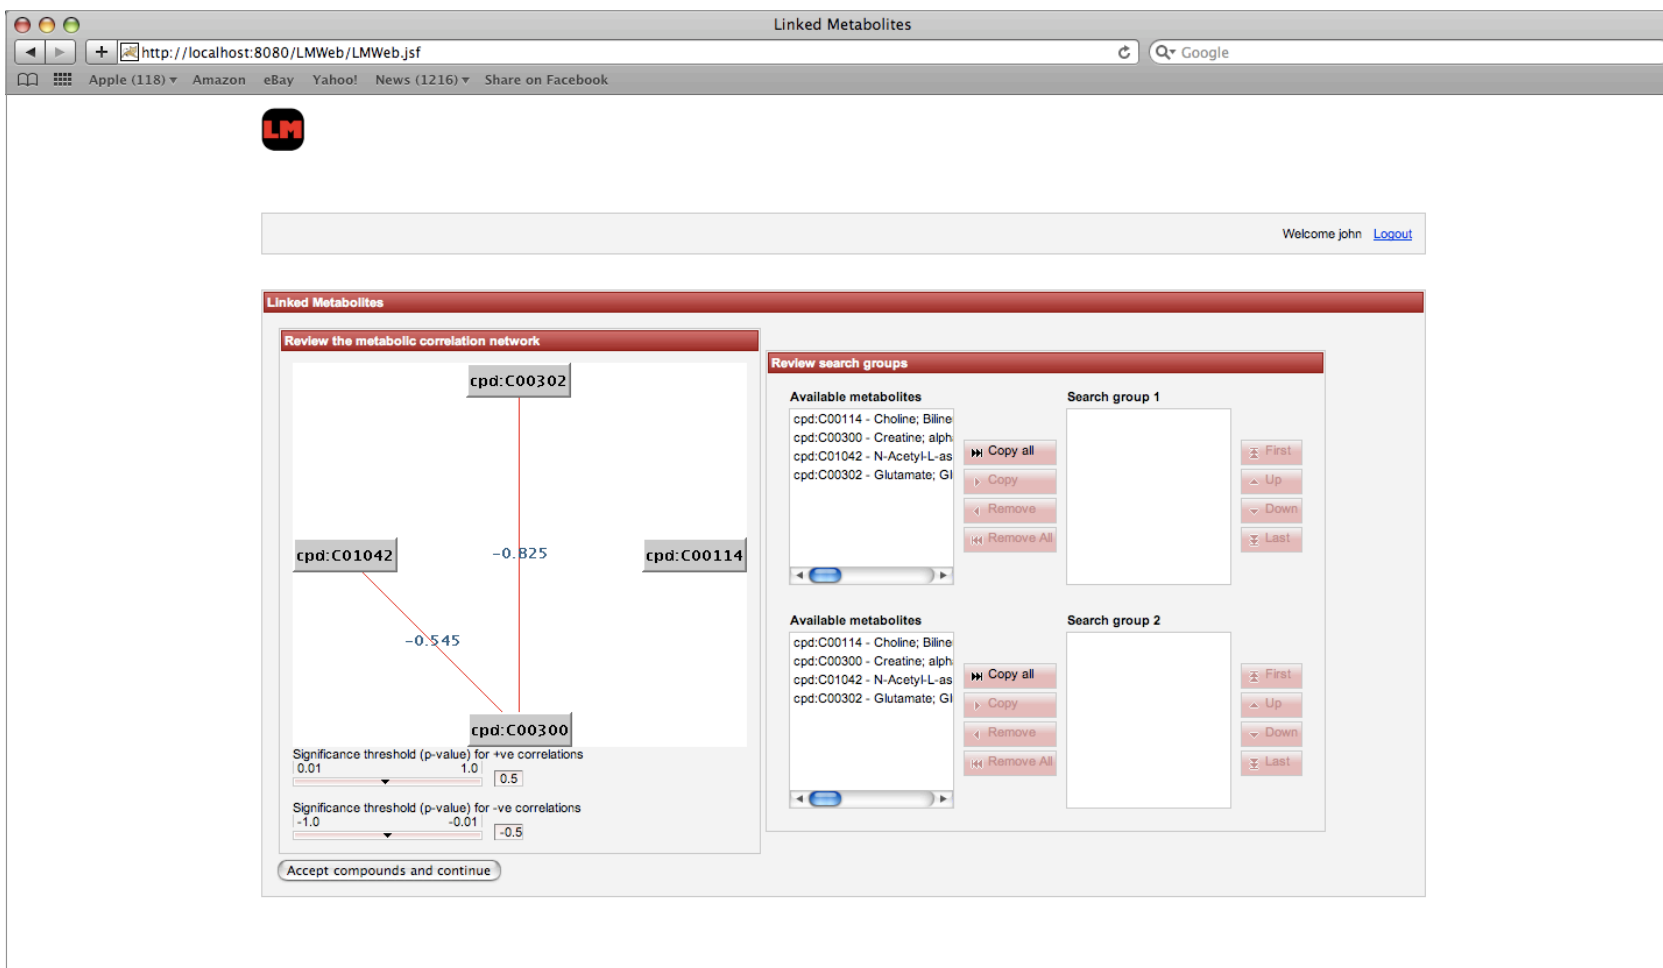 Linked Metabolites
http://localhost:8080/LMWeb/LMWeb.jsf
Google
Apple (118) Amazon eBay Yahoo! News (1216) Share on Facebook
LM
Welcome john Logout
Linked Metabolites
Review the metabolic correlation network
cpd:C00302
cpd:C01042
-0.825
cpd:C00114
-0.545
cpd:C00300
Significance threshold (p-value) for +ve correlations
0.01 1.0
0.5
Significance threshold (p-value) for -ve correlations
-1.0 -0.01
-0.5
Accept compounds and continue
Review search groups
Available metabolites
cpd:C00114 - Choline; Biline
cpd:C00300 - Creatine; alph
cpd:C01042 - N-Acetyl-L-as
cpd:C00302 - Glutamate; Gl
Copy all
Copy
Remove
Remove All
Search group 1
First
Up
Down
Last
Available metabolites
cpd:C00114 - Choline; Biline
cpd:C00300 - Creatine; alph
cpd:C01042 - N-Acetyl-L-as
cpd:C00302 - Glutamate; Gl
Copy all
Copy
Remove
Remove All
Search group 2
First
Up
Down
Last